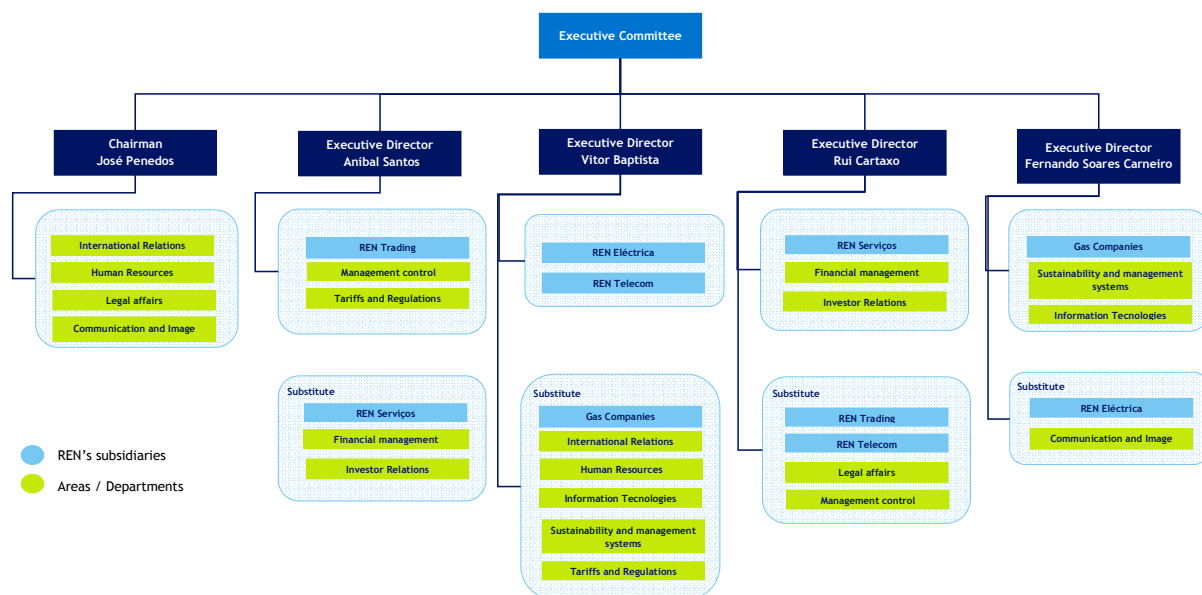 Executive Committee
Chairman
José Penedos
Executive Director
Aníbal Santos
Executive Director
Vitor Baptista
Executive Director
Rui Cartaxo
Executive Director
Fernando Soares Carneiro
International Relations
Human Resources
Legal affairs
Communication and Image
REN Trading
Management control
Tariffs and Regulations
REN Eléctrica
REN Telecom
REN Serviços
Financial management
Investor Relations
Gas Companies
Sustainability and management
systems
Information Tecnologies
Substitute
REN Serviços
Financial management
Investor Relations
Substitute
Gas Companies
International Relations
Human Resources
Information Tecnologies
Sustainability and management
systems
Tariffs and Regulations
Substitute
REN Trading
REN Telecom
Legal affairs
Management control
Substitute
REN Eléctrica
Communication and Image
REN's subsidiaries
Areas / Departments